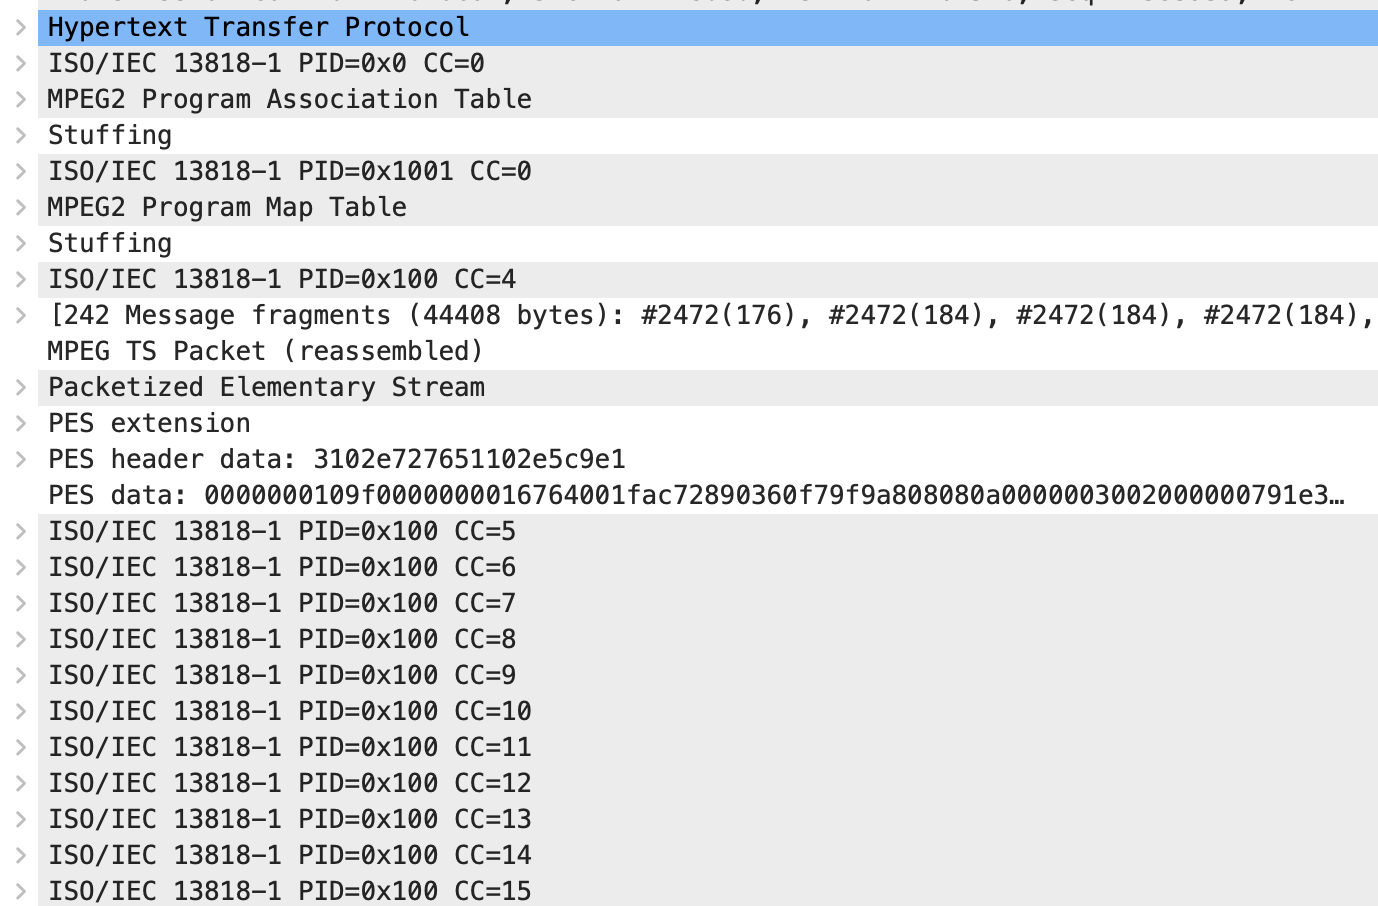 Hypertext Transfer Protocol
ISO/IEC 13818-1 PID=0x0 CC=0
MPEG2 Program Association Table
Stuffing
ISO/IEC 13818-1 PID=0x1001 CC=0
MPEG2 Program Map Table
Stuffing
ISO/IEC 13818-1 PID=0x100 CC=4
[242 Message fragments (44408 bytes): #2472(176), #2472(184), #2472(184), #2472(184),
MPEG TS Packet (reassembled)
Packetized Elementary Stream
PES extension
PES header data: 3102e727651102e5c9e1
PES data: 0000000109f0000000016764001fac72890360f79f9a808080a0000003002000000791e3…
ISO/IEC 13818-1 PID=0x100 CC=5
ISO/IEC 13818-1 PID=0x100 CC=6
ISO/IEC 13818-1 PID=0x100 CC=7
ISO/IEC 13818-1 PID=0x100 CC=8
ISO/IEC 13818-1 PID=0x100 CC=9
ISO/IEC 13818-1 PID=0x100 CC=10
ISO/IEC 13818-1 PID=0x100 CC=11
ISO/IEC 13818-1 PID=0x100 CC=12
ISO/IEC 13818-1 PID=0x100 CC=13
ISO/IEC 13818-1 PID=0x100 CC=14
ISO/IEC 13818-1 PID=0x100 CC=15